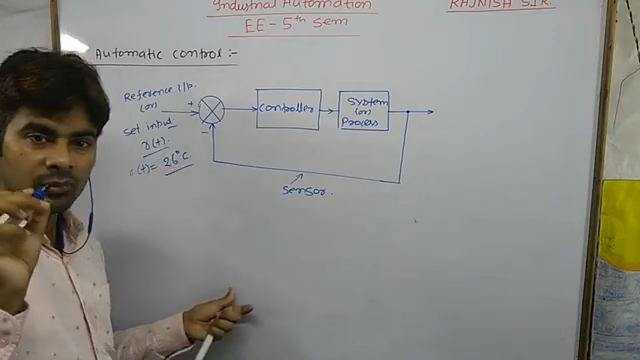 Industrial Automation
RAJNISH SIR.
EE - 5th Sem
Automatic control :-
Reference I/P.
(or)
Set input.
r(t).
r(t) = 26°C.
+
-
Controller
System
(or)
Process
Sensor.